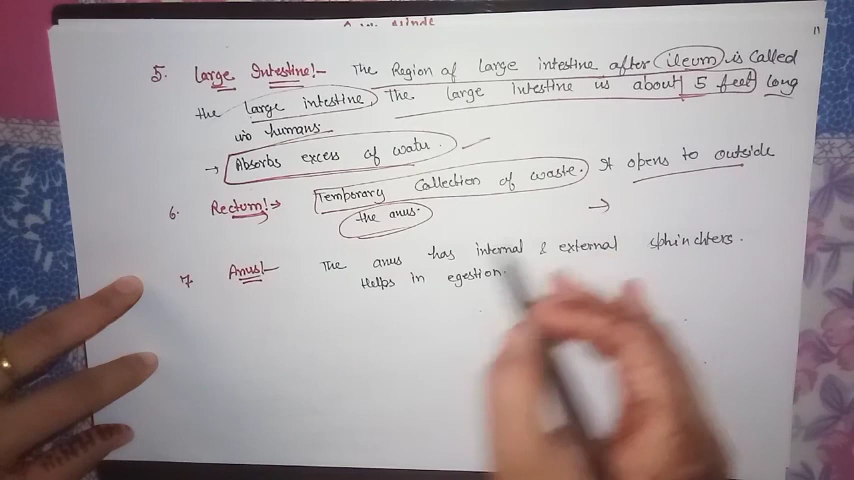 5. Large Intestine!- The Region of large intestine after ileum is called
the large intestine The large intestine is about 5 feet long
in humans.
→ Absorbs excess of water.
6. Rectum!→ Temporary Collection of waste. It opens to outside
the anus. →
7. Anus!- The anus has internal & external sphinchters.
Helps in egestion.